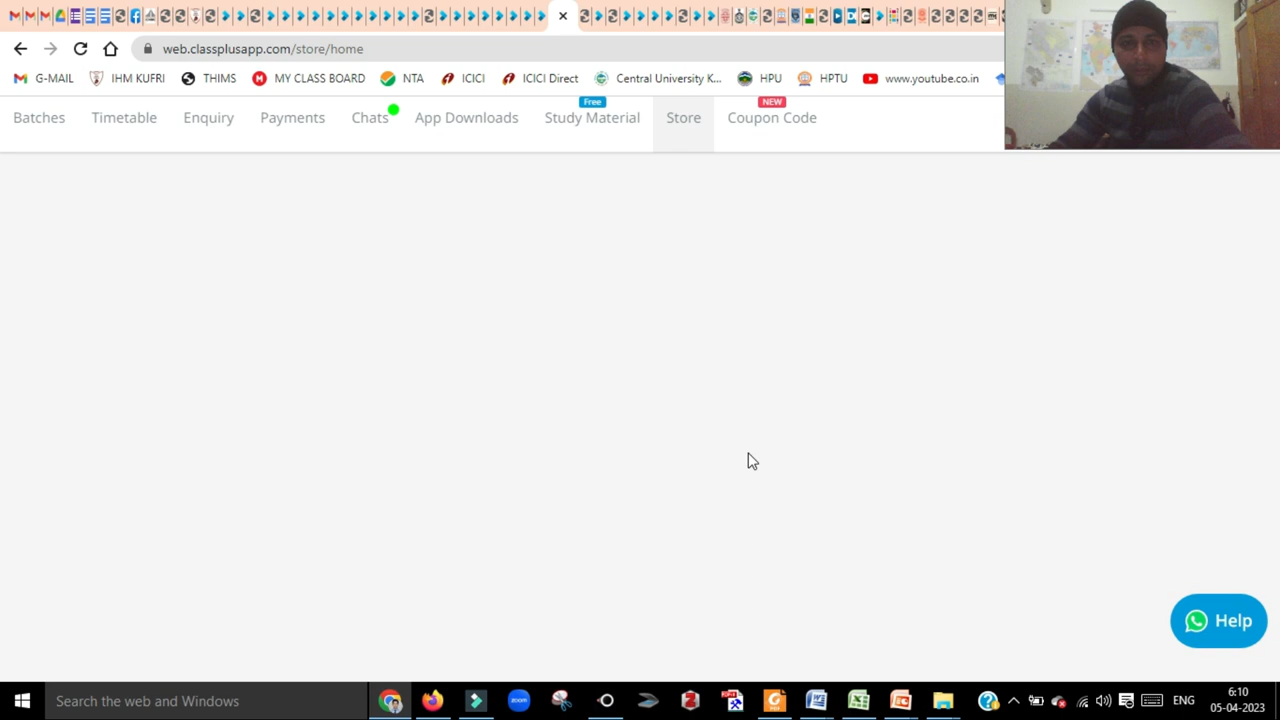 web.classplusapp.com/store/home
G-MAIL IHM KUFRI THIMS MY CLASS BOARD NTA ICICI ICICI Direct Central University K... HPU HPTU www.youtube.co.in
Free NEW
Batches Timetable Enquiry Payments Chats App Downloads Study Material Store Coupon Code
Help
Search the web and Windows
ENG
6:10
05-04-2023